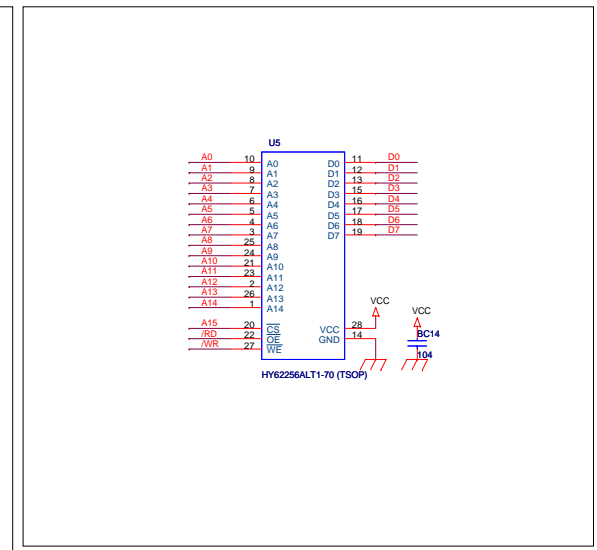 U5
A0 10 A0 D0 11 D0
A1 9 A1 D1 12 D1
A2 8 A2 D2 13 D2
A3 7 A3 D3 15 D3
A4 6 A4 D4 16 D4
A5 5 A5 D5 17 D5
A6 4 A6 D6 18 D6
A7 3 A7 D7 19 D7
A8 25 A8
A9 24 A9
A10 21 A10
A11 23 A11
A12 2 A12
A13 26 A13
A14 1 A14
VCC VCC
A15 20 CS VCC 28
/RD 22 OE GND 14 BC14
/WR 27 WE 104
HY62256ALT1-70 (TSOP)